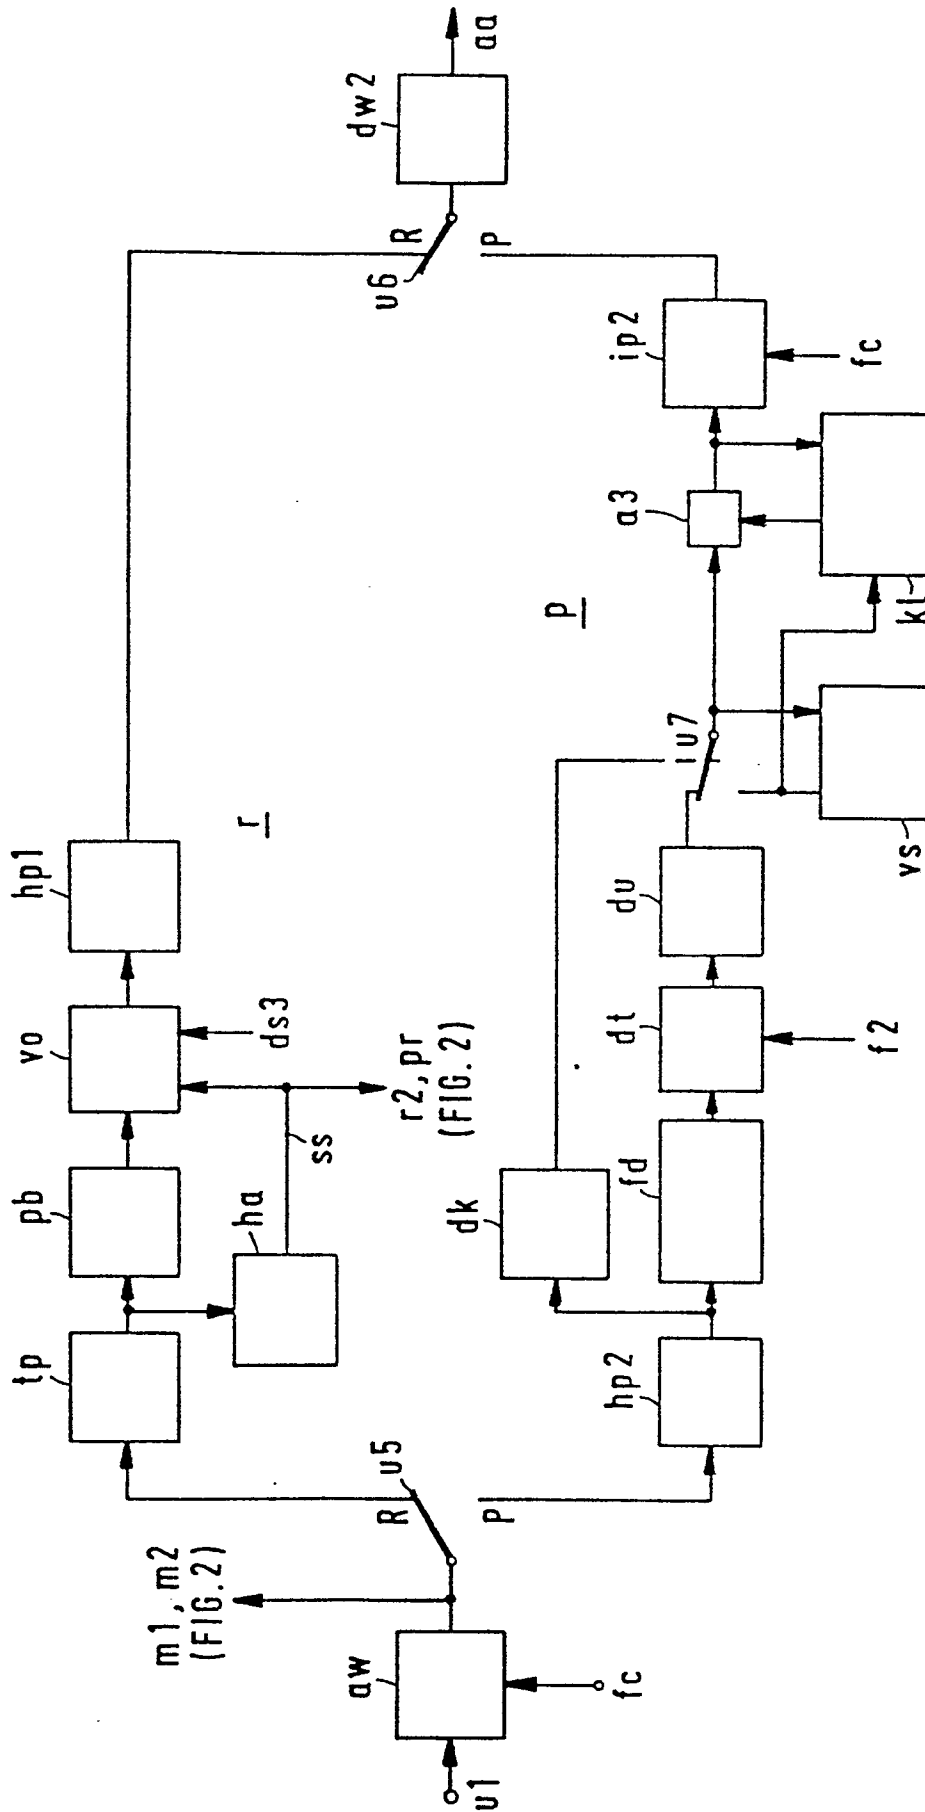 u1
aw
fc
m1, m2
(FIG.2)
u5
R
P
tp
pb
vo
hp1
ha
ss
ds3
r2, pr
(FIG.2)
r
p
hp2
dk
fd
dt
f2
du
u7
vs
a3
kl
ip2
fc
u6
R
P
dw2
aa